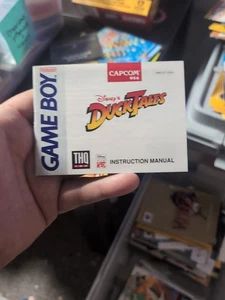 GAME BOY
CAPCOM
USA
Disney's
DUCKTALES
THQ
INSTRUCTION MANUAL